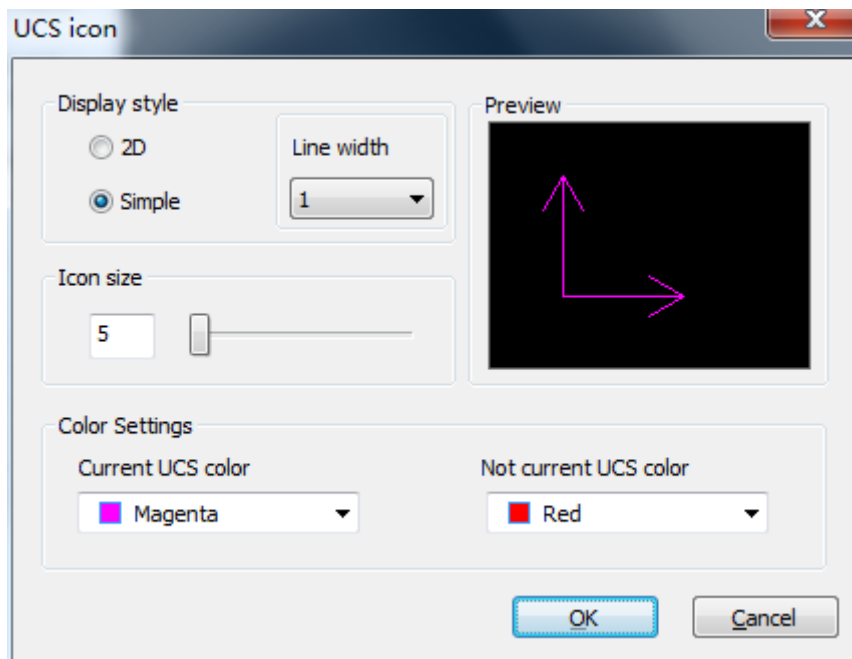 UCS icon
Display style
2D
Simple
Line width
1
Preview
Icon size
5
Color Settings
Current UCS color
Magenta
Not current UCS color
Red
OK
Cancel